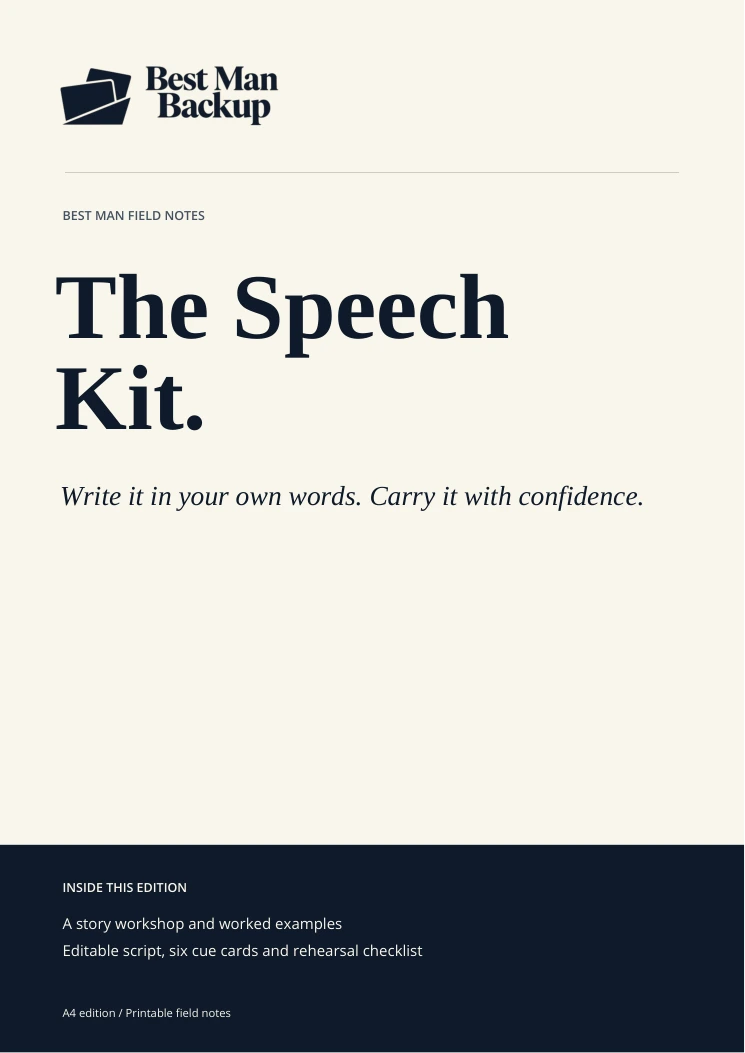 Best Man
Backup
BEST MAN FIELD NOTES
The Speech
Kit.
Write it in your own words. Carry it with confidence.
INSIDE THIS EDITION
A story workshop and worked examples
Editable script, six cue cards and rehearsal checklist
A4 edition / Printable field notes